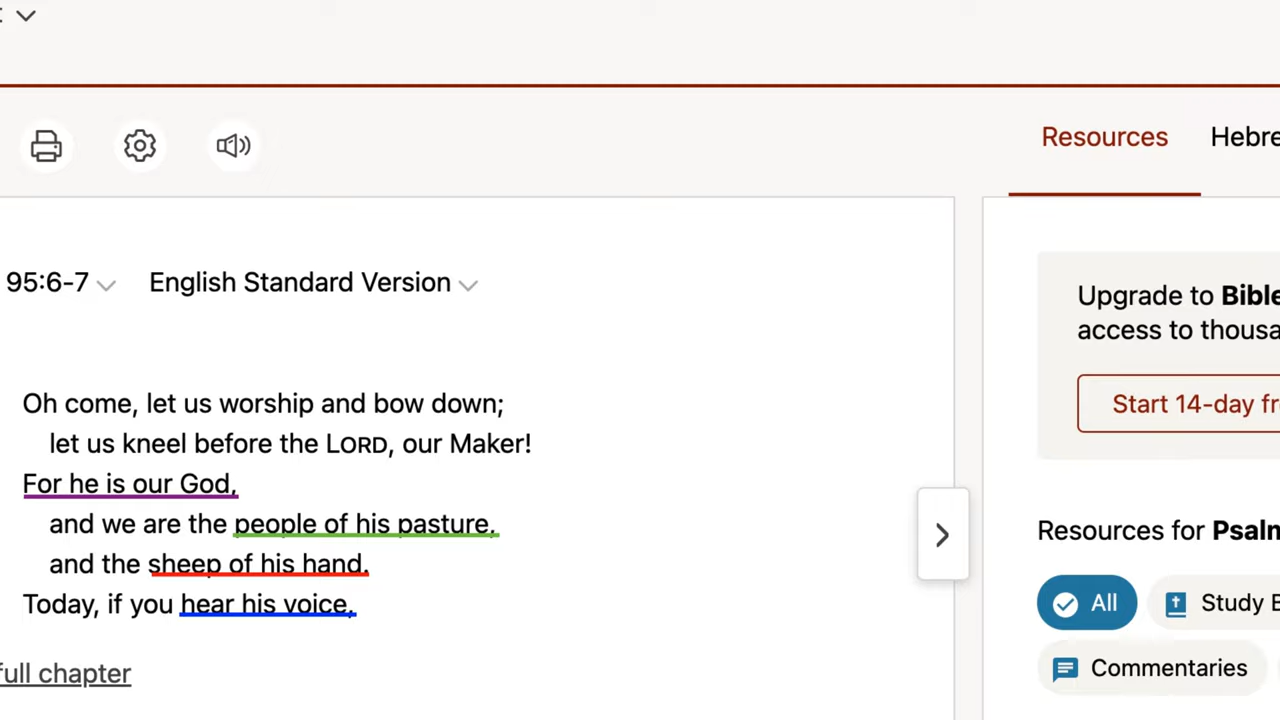 Resources Hebre
95:6-7 English Standard Version
Oh come, let us worship and bow down;
let us kneel before the LORD, our Maker!
For he is our God,
and we are the people of his pasture,
and the sheep of his hand.
Today, if you hear his voice,
full chapter
Upgrade to Bible
access to thousa
Start 14-day fr
Resources for Psalm
All Study B
Commentaries